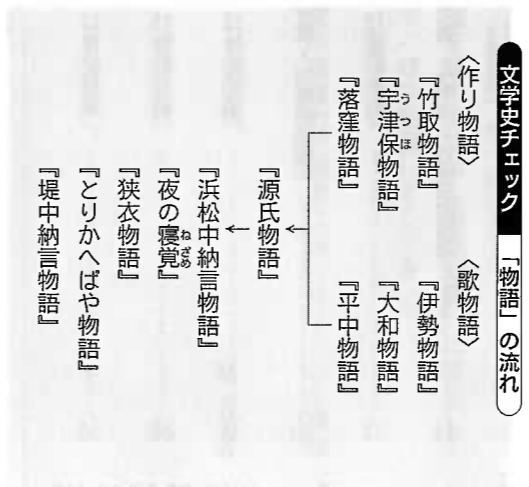 文学史チェック 「物語」の流れ
〈作り物語〉
『竹取物語』
『宇津保物語』
うつほ
『落窪物語』
〈歌物語〉
『伊勢物語』
『大和物語』
『平中物語』
『源氏物語』
『浜松中納言物語』
『夜の寝覚』
ねざめ
『狭衣物語』
『とりかへばや物語』
『堤中納言物語』